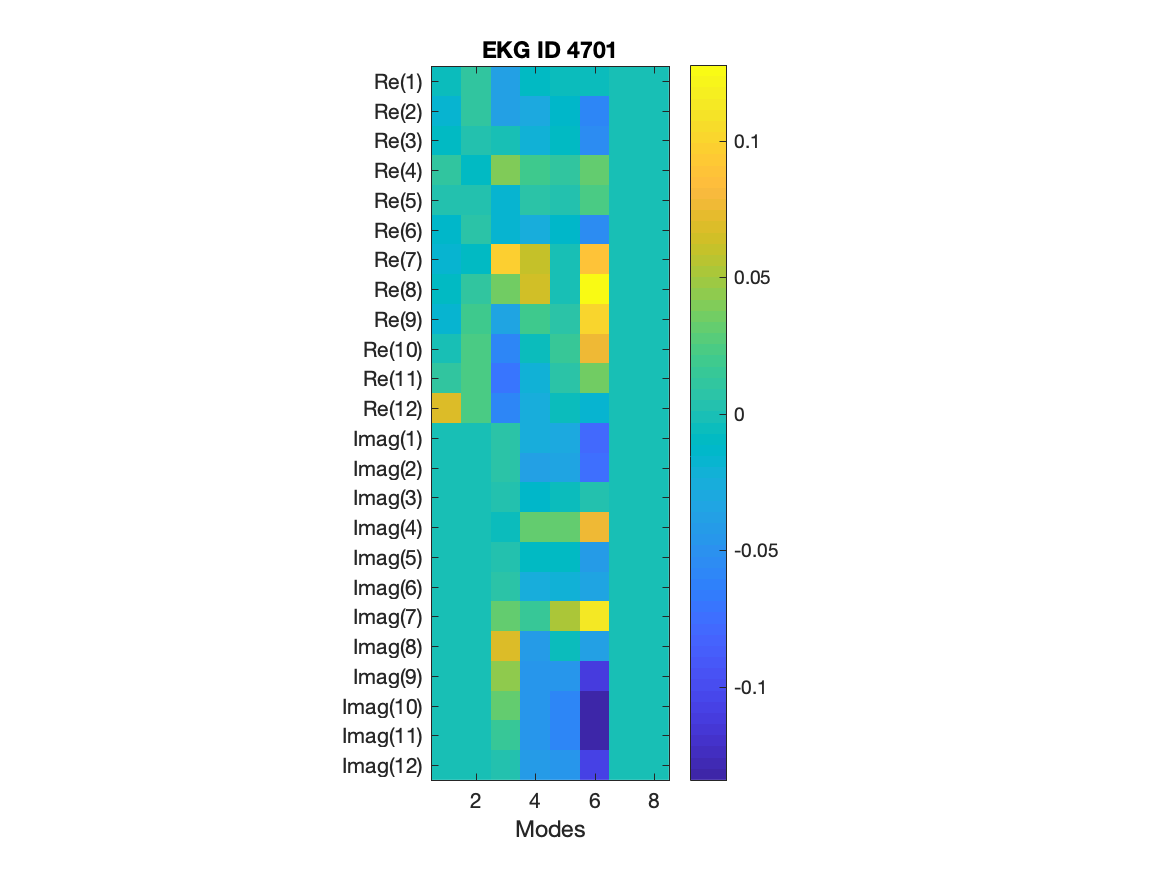 EKG ID 4701
Re(1)
Re(2)
Re(3)
Re(4)
Re(5)
Re(6)
Re(7)
Re(8)
Re(9)
Re(10)
Re(11)
Re(12)
Imag(1)
Imag(2)
Imag(3)
Imag(4)
Imag(5)
Imag(6)
Imag(7)
Imag(8)
Imag(9)
Imag(10)
Imag(11)
Imag(12)
2 4 6 8
Modes
0.1
0.05
0
-0.05
-0.1